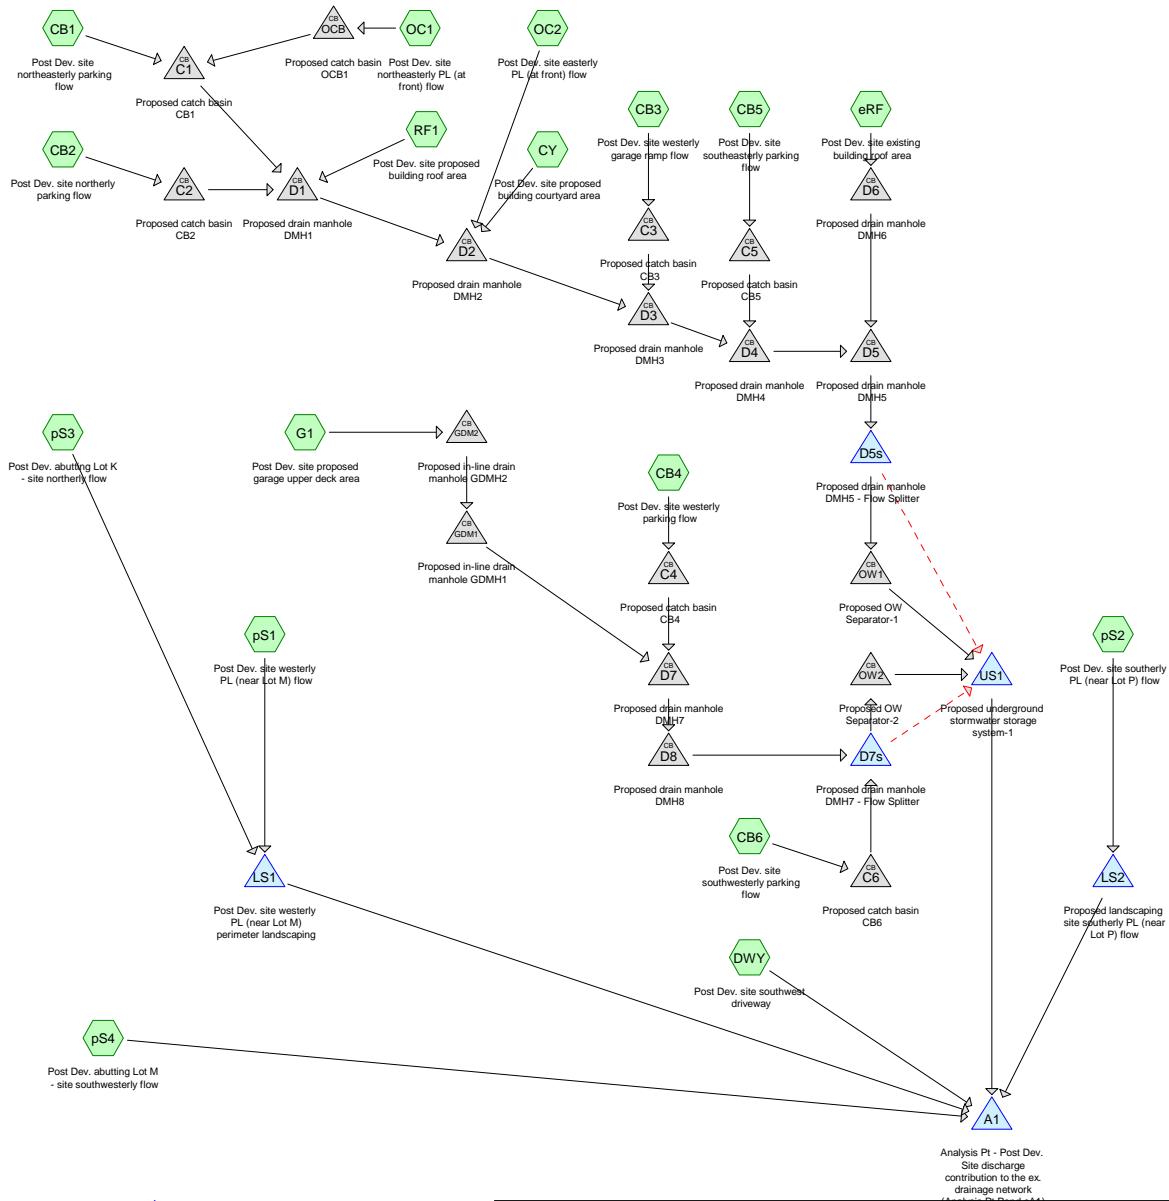 CB1
Post Dev. site
northeasterly parking
flow
CB
OCB
Proposed catch basin
OCB1
OC1
Post Dev. site
northeasterly PL (at
front) flow
OC2
Post Dev. site easterly
PL (at front) flow
CB
C1
Proposed catch basin
CB1
CB2
Post Dev. site northerly
parking flow
CB
C2
Proposed catch basin
CB2
CB
D1
Proposed drain manhole
DMH1
RF1
Post Dev. site proposed
building roof area
CY
Post Dev. site proposed
building courtyard area
CB
D2
Proposed drain manhole
DMH2
CB3
Post Dev. site westerly
garage ramp flow
CB5
Post Dev. site
southeasterly parking
flow
eRF
Post Dev. site existing
building roof area
CB
D6
Proposed drain manhole
DMH6
CB
C3
Proposed catch basin
CB3
CB
C5
Proposed catch basin
CB5
CB
D3
Proposed drain manhole
DMH3
CB
D4
Proposed drain manhole
DMH4
CB
D5
Proposed drain manhole
DMH5
pS3
Post Dev. abutting Lot K
- site northerly flow
G1
Post Dev. site proposed
garage upper deck area
CB
GDM2
Proposed in-line drain
manhole GDMH2
CB
GDM1
Proposed in-line drain
manhole GDMH1
CB4
Post Dev. site westerly
parking flow
D5s
Proposed drain manhole
DMH5 - Flow Splitter
CB
C4
Proposed catch basin
CB4
CB
OW1
Proposed OW
Separator-1
pS1
Post Dev. site westerly
PL (near Lot M) flow
CB
D7
Proposed drain manhole
DMH7
CB
OW2
Proposed OW
Separator-2
US1
Proposed underground
stormwater storage
system-1
pS2
Post Dev. site southerly
PL (near Lot P) flow
CB
D8
Proposed drain manhole
DMH8
D7s
Proposed drain manhole
DMH7 - Flow Splitter
CB6
Post Dev. site
southwesterly parking
flow
CB
C6
Proposed catch basin
CB6
LS1
Post Dev. site westerly
PL (near Lot M)
perimeter landscaping
LS2
Proposed landscaping
site southerly PL (near
Lot P) flow
DWY
Post Dev. site southwest
driveway
pS4
Post Dev. abutting Lot M
- site southwesterly flow
A1
Analysis Pt - Post Dev.
Site discharge
contribution to the ex.
drainage network
(Analysis Pt Pond eA1)